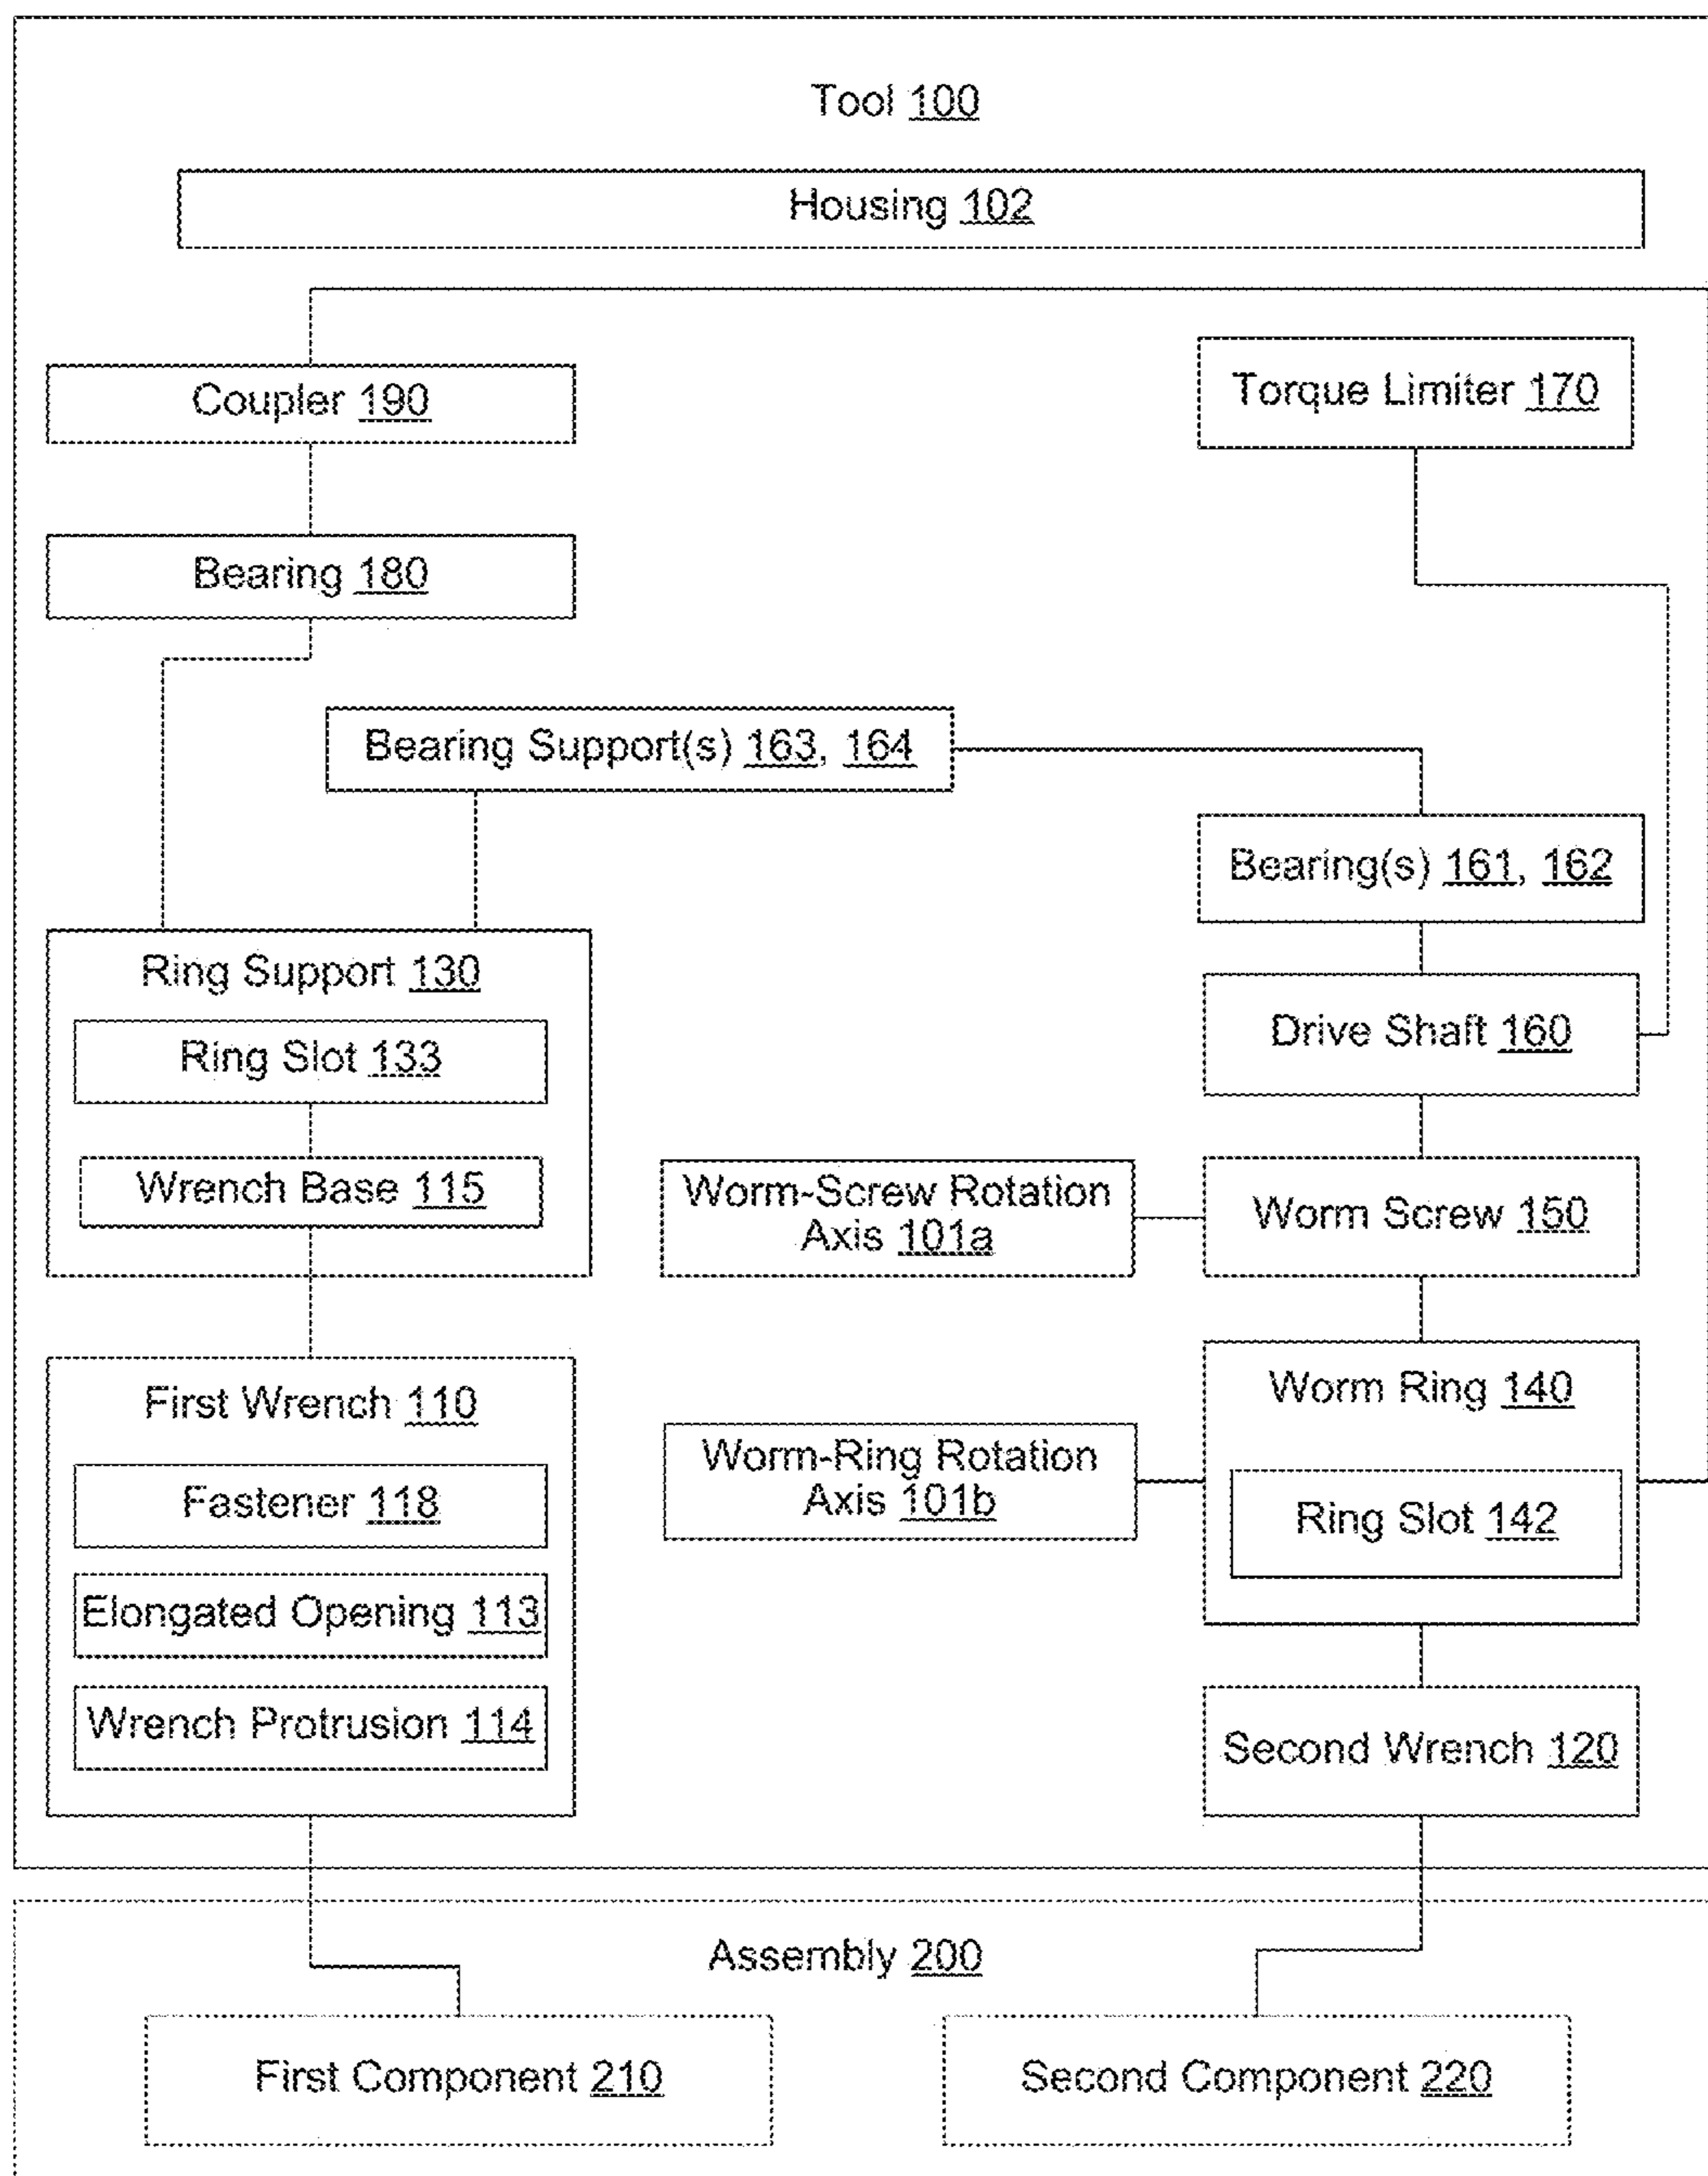 Tool 100
Housing 102
Coupler 190
Torque Limiter 170
Bearing 180
Bearing Support(s) 163, 164
Bearing(s) 161, 162
Ring Support 130
Ring Slot 133
Wrench Base 115
Drive Shaft 160
Worm-Screw Rotation
Axis 101a
Worm Screw 150
First Wrench 110
Fastener 118
Elongated Opening 113
Wrench Protrusion 114
Worm-Ring Rotation
Axis 101b
Worm Ring 140
Ring Slot 142
Second Wrench 120
Assembly 200
First Component 210
Second Component 220